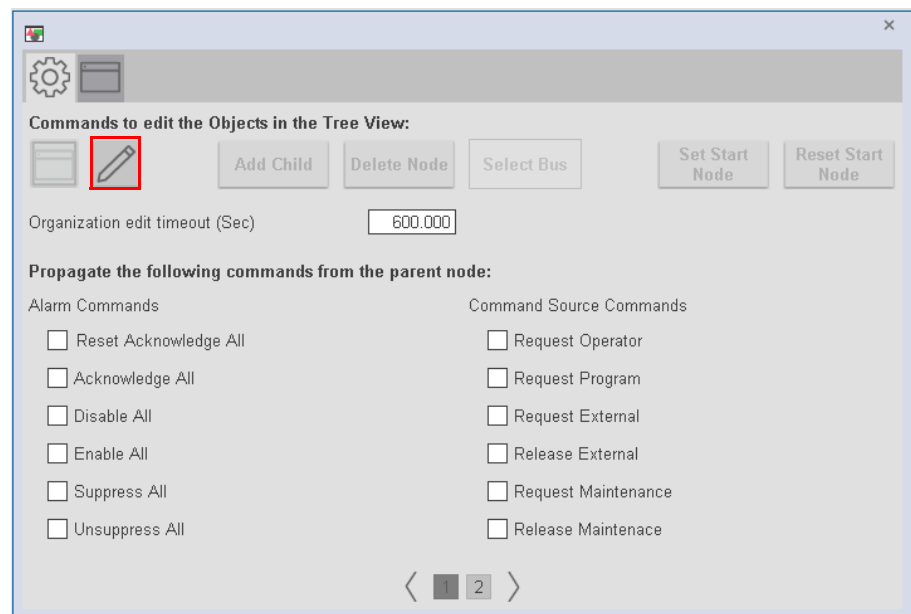 Commands to edit the Objects in the Tree View:
Add Child
Delete Node
Select Bus
Set Start
Node
Reset Start
Node
Organization edit timeout (Sec)
600.000
Propagate the following commands from the parent node:
Alarm Commands
Command Source Commands
Reset Acknowledge All
Request Operator
Acknowledge All
Request Program
Disable All
Request External
Enable All
Release External
Suppress All
Request Maintenance
Unsuppress All
Release Maintenace
1
2